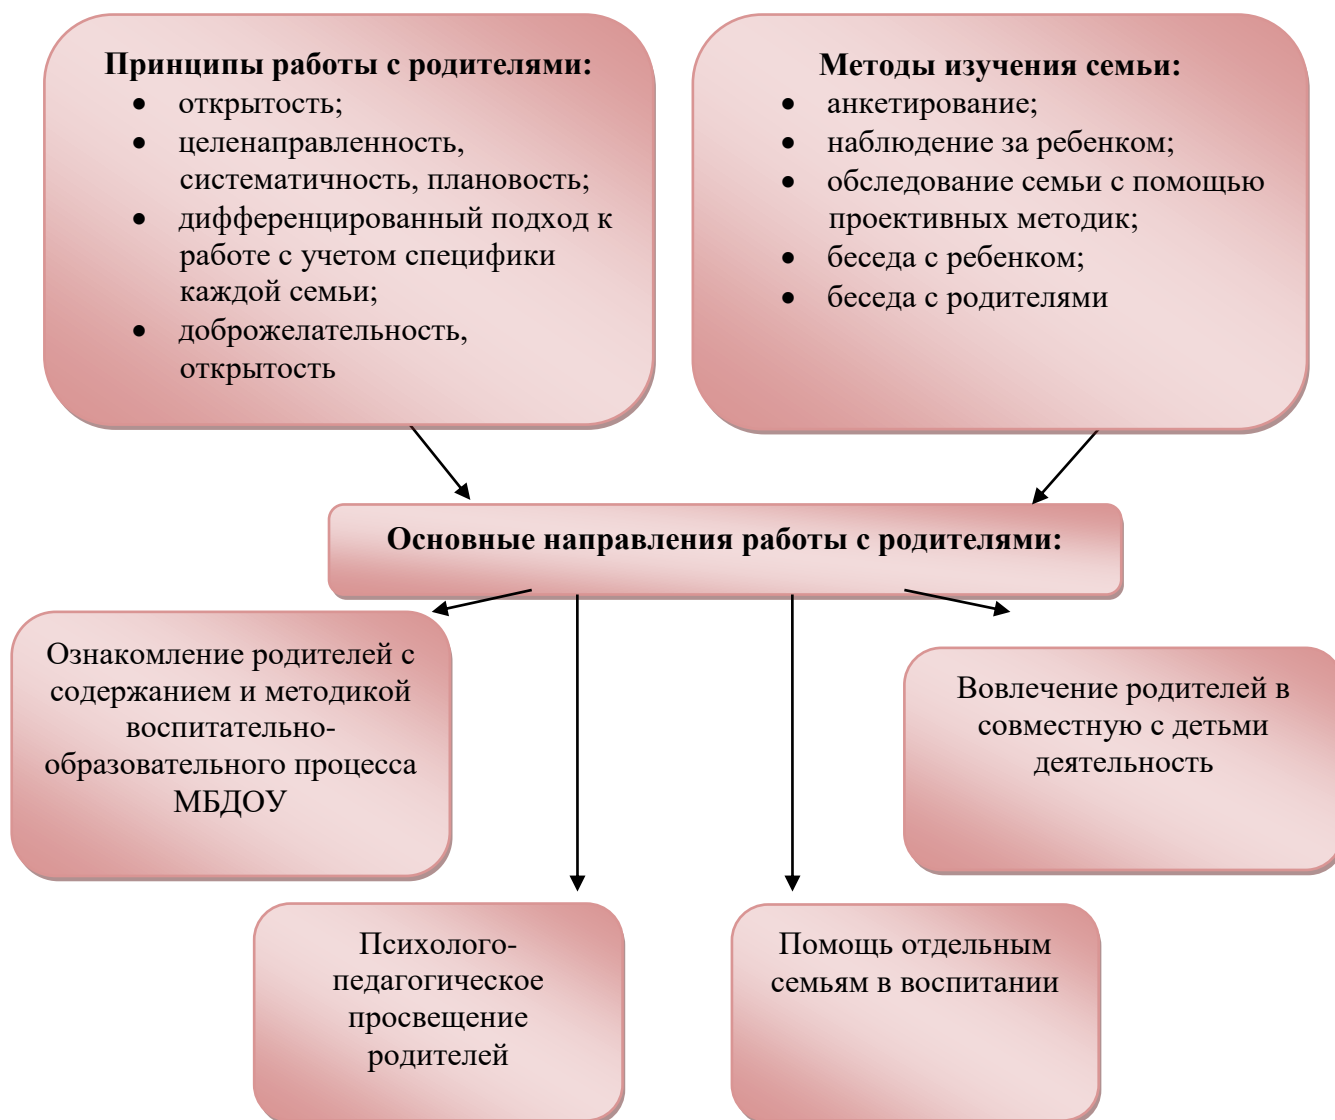 Принципы работы с родителями:
• открытость;
• целенаправленность,
систематичность, плановость;
• дифференцированный подход к
работе с учетом специфики
каждой семьи;
• доброжелательность,
открытость
Методы изучения семьи:
• анкетирование;
• наблюдение за ребенком;
• обследование семьи с помощью
проективных методик;
• беседа с ребенком;
• беседа с родителями
Основные направления работы с родителями:
Ознакомление родителей с
содержанием и методикой
воспитательно-
образовательного процесса
МБДОУ
Вовлечение родителей в
совместную с детьми
деятельность
Психолого-
педагогическое
просвещение
родителей
Помощь отдельным
семьям в воспитании